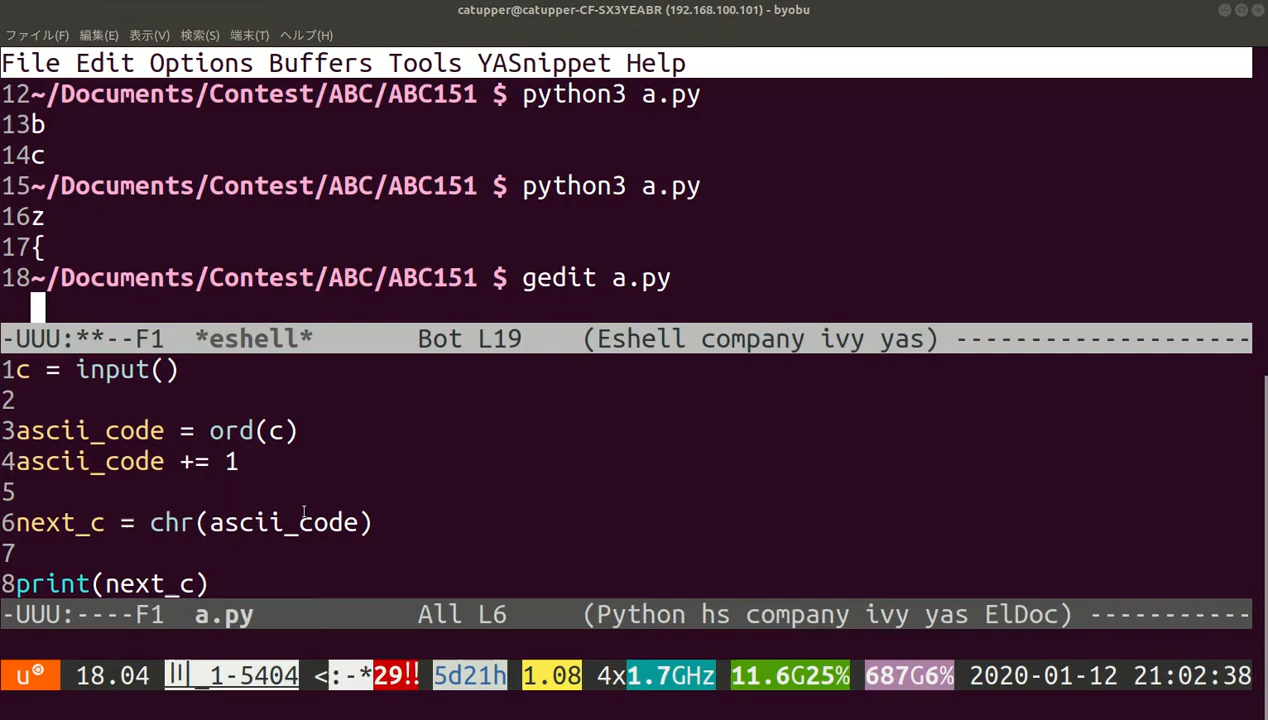 catupper@catupper-CF-SX3YEABR (192.168.100.101) - byobu
ファイル(F) 編集(E) 表示(V) 検索(S) 端末(T) ヘルプ(H)
File Edit Options Buffers Tools YASnippet Help
12~/Documents/Contest/ABC/ABC151 $ python3 a.py
13b
14c
15~/Documents/Contest/ABC/ABC151 $ python3 a.py
16z
17{
18~/Documents/Contest/ABC/ABC151 $ gedit a.py
-UUU:**--F1  *eshell*       Bot L19    (Eshell company ivy yas) --------------------
1c = input()
2
3ascii_code = ord(c)
4ascii_code += 1
5
6next_c = chr(ascii_code)
7
8print(next_c)
-UUU:----F1  a.py           All L6     (Python hs company ivy yas ElDoc) -----------
u 18.04 _1-5404 <:-*29!! 5d21h 1.08 4x1.7GHz 11.6G25% 687G6% 2020-01-12 21:02:38